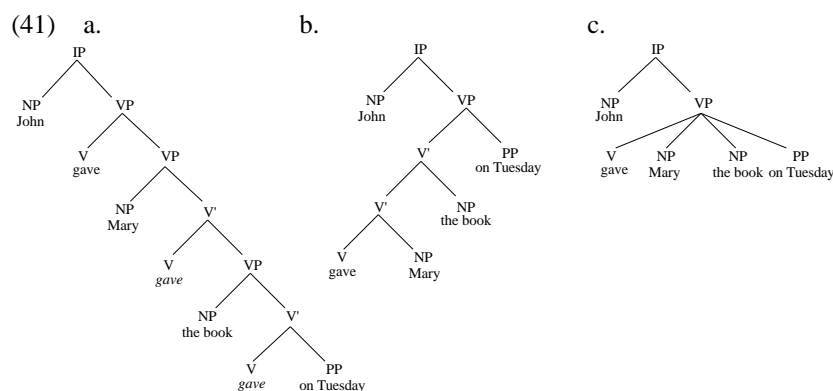 (41) a. b. c.
IP IP IP
NP VP NP VP NP VP
John John John
V VP V' PP V NP NP PP
gave on Tuesday gave Mary the book on Tuesday
NP V' V' NP
Mary the book
V VP V NP
gave gave Mary
NP V'
the book
V PP
gave on Tuesday